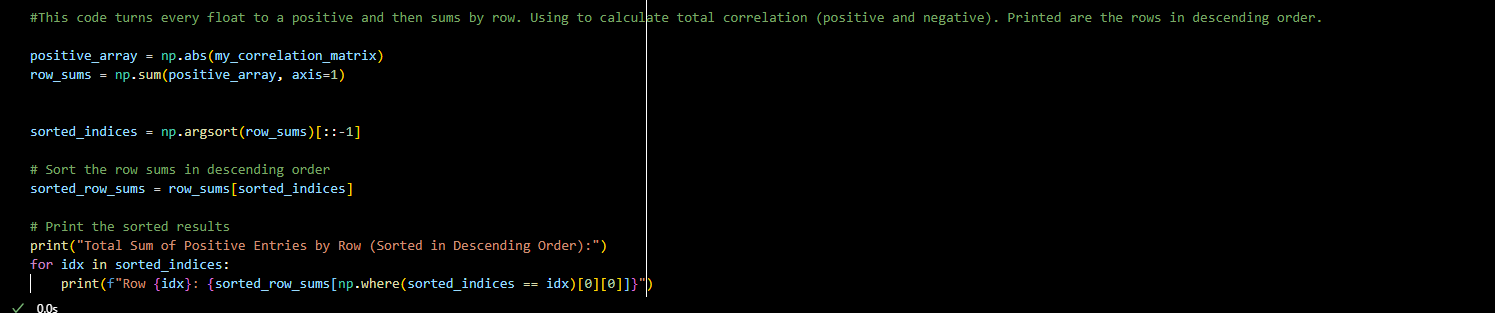 #This code turns every float to a positive and then sums by row. Using to calculate total correlation (positive and negative). Printed are the rows in descending order.
positive_array = np.abs(my_correlation_matrix)
row_sums = np.sum(positive_array, axis=1)
sorted_indices = np.argsort(row_sums)[::-1]
# Sort the row sums in descending order
sorted_row_sums = row_sums[sorted_indices]
# Print the sorted results
print("Total Sum of Positive Entries by Row (Sorted in Descending Order):")
for idx in sorted_indices:
    print(f"Row {idx}: {sorted_row_sums[np.where(sorted_indices == idx)[0][0]]}")
0.0s